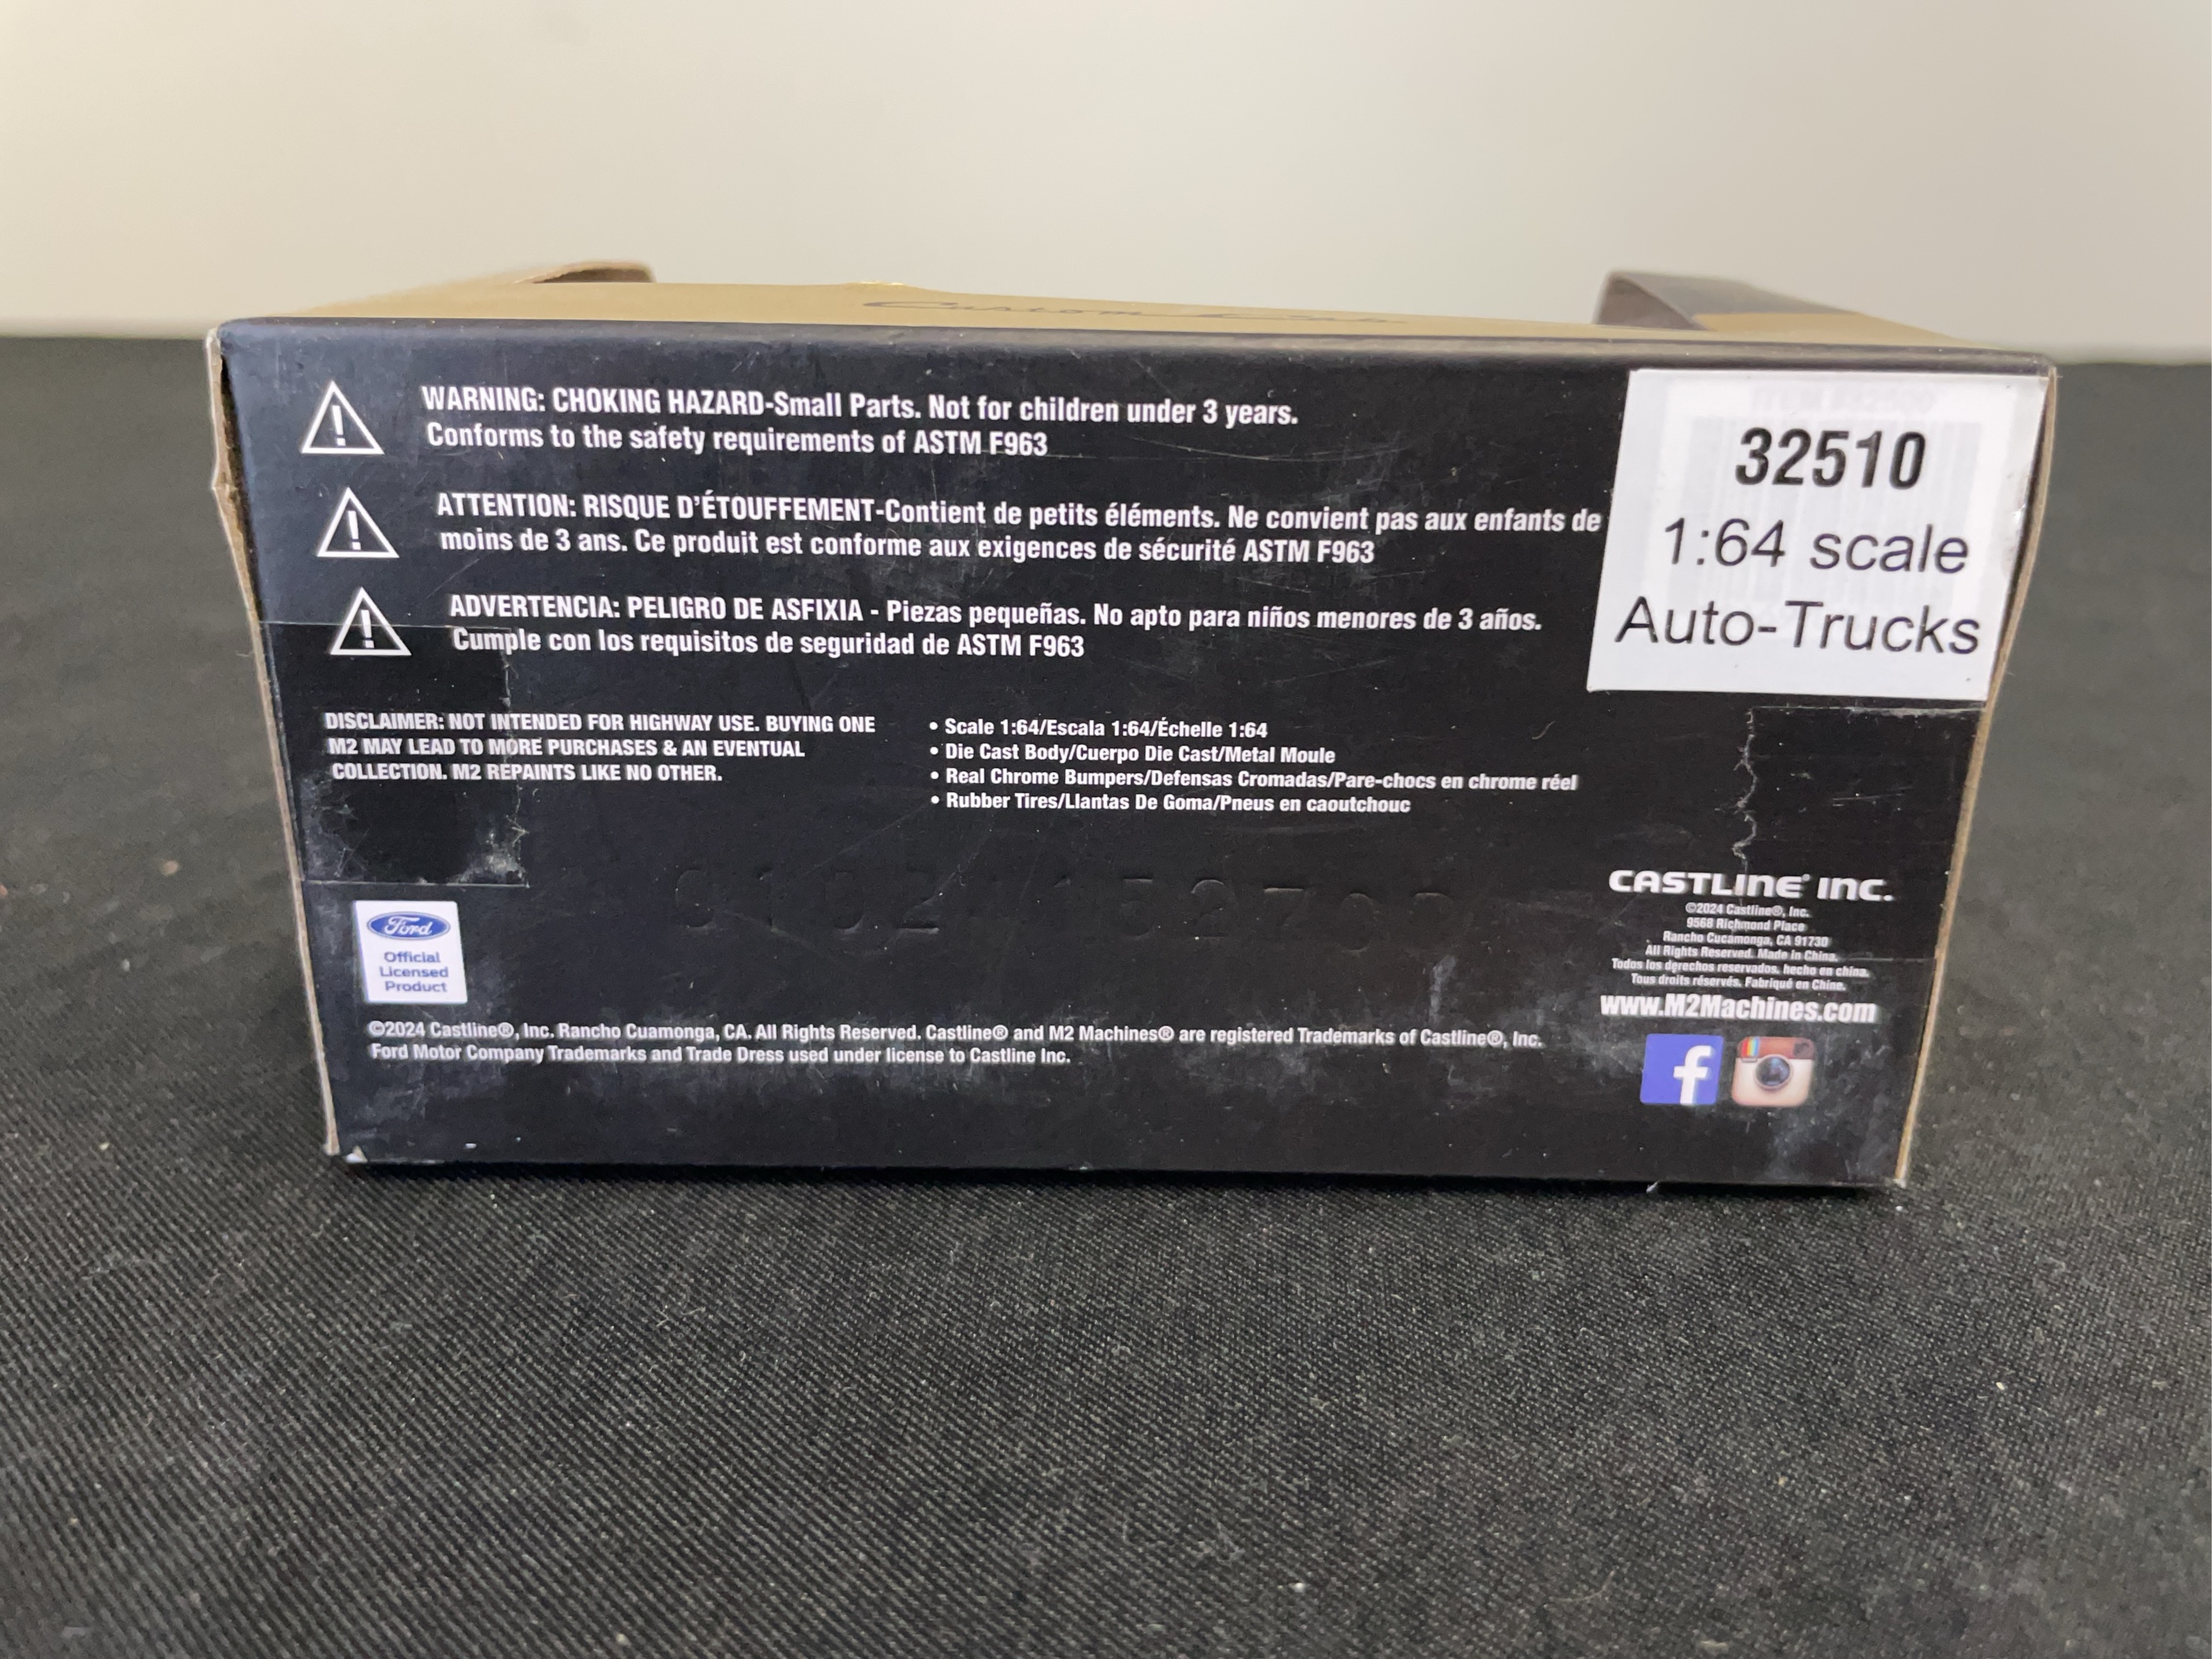 Custom Cab
WARNING: CHOKING HAZARD-Small Parts. Not for children under 3 years.
Conforms to the safety requirements of ASTM F963
ATTENTION: RISQUE D'ÉTOUFFEMENT-Contient de petits éléments. Ne convient pas aux enfants de
moins de 3 ans. Ce produit est conforme aux exigences de sécurité ASTM F963
ADVERTENCIA: PELIGRO DE ASFIXIA - Piezas pequeñas. No apto para niños menores de 3 años.
Cumple con los requisitos de seguridad de ASTM F963
32510
1:64 scale
Auto-Trucks
DISCLAIMER: NOT INTENDED FOR HIGHWAY USE. BUYING ONE
M2 MAY LEAD TO MORE PURCHASES & AN EVENTUAL
COLLECTION. M2 REPAINTS LIKE NO OTHER.
• Scale 1:64/Escala 1:64/Échelle 1:64
• Die Cast Body/Cuerpo Die Cast/Metal Moule
• Real Chrome Bumpers/Defensas Cromadas/Pare-chocs en chrome réel
• Rubber Tires/Llantas De Goma/Pneus en caoutchouc
Ford
Official
Licensed
Product
CASTLINE® INC.
©2024 Castline®, Inc.
9568 Richmond Place
Rancho Cucamonga, CA 91730
All Rights Reserved. Made in China.
Todos los derechos reservados, hecho en china.
Tous droits réservés. Fabriqué en Chine.
www.M2Machines.com
f
©2024 Castline®, Inc. Rancho Cuamonga, CA. All Rights Reserved. Castline® and M2 Machines® are registered Trademarks of Castline®, Inc.
Ford Motor Company Trademarks and Trade Dress used under license to Castline Inc.